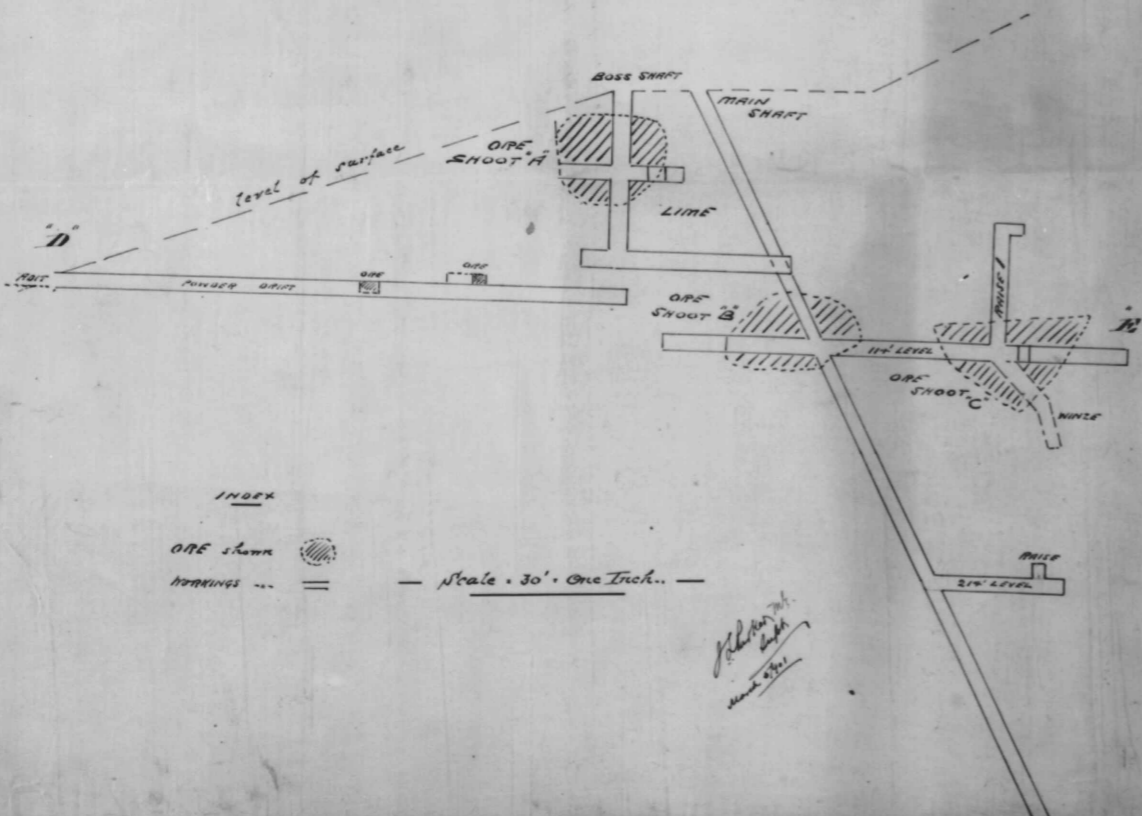 BOSS SHAFT
MAIN
SHAFT
ORE
SHOOT "A"
level of surface
LIME
"D"
ADIT
POWDER DRIFT
ORE
ORE
ORE
SHOOT "B"
RAISE 1
"E"
114' LEVEL
ORE
SHOOT "C"
WINZE
INDEX
ORE shown
WORKINGS
Scale · 30' · One Inch..
RAISE
214' LEVEL
Supt
March